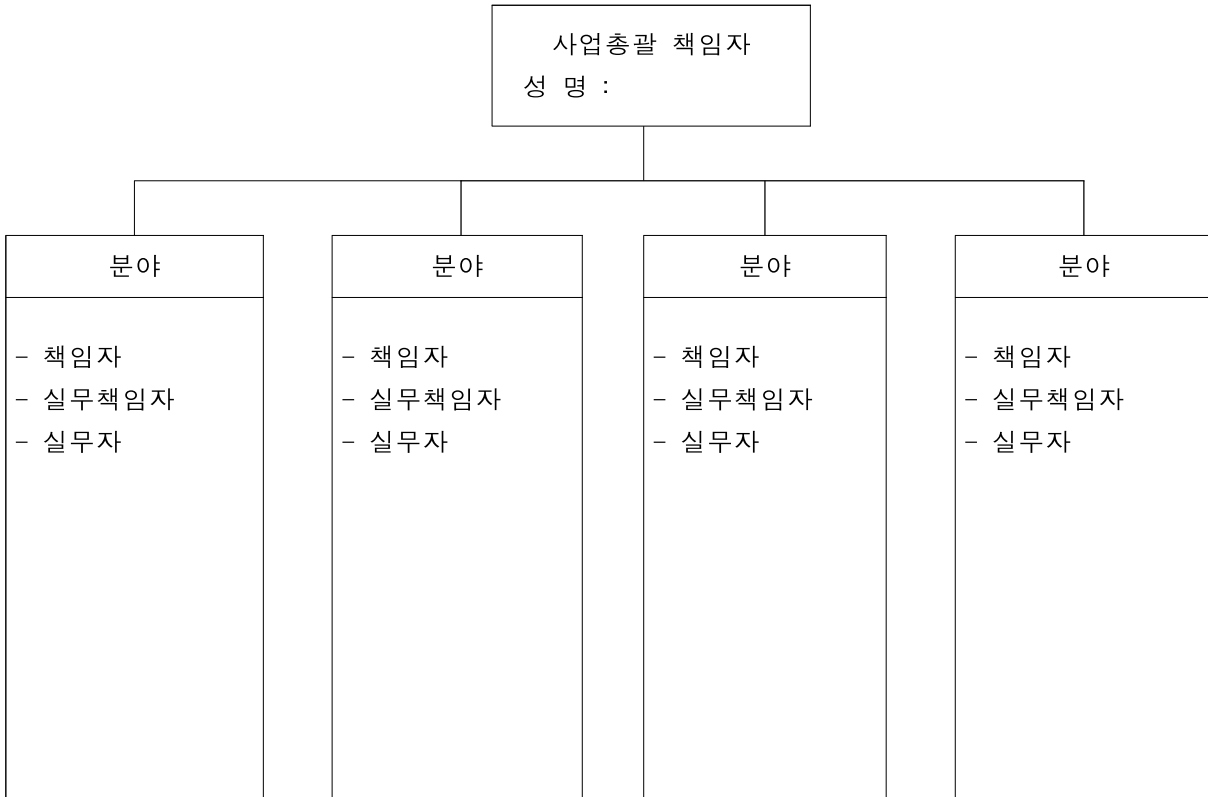 사업총괄 책임자
성 명 :
분야
- 책임자
- 실무책임자
- 실무자
분야
- 책임자
- 실무책임자
- 실무자
분야
- 책임자
- 실무책임자
- 실무자
분야
- 책임자
- 실무책임자
- 실무자